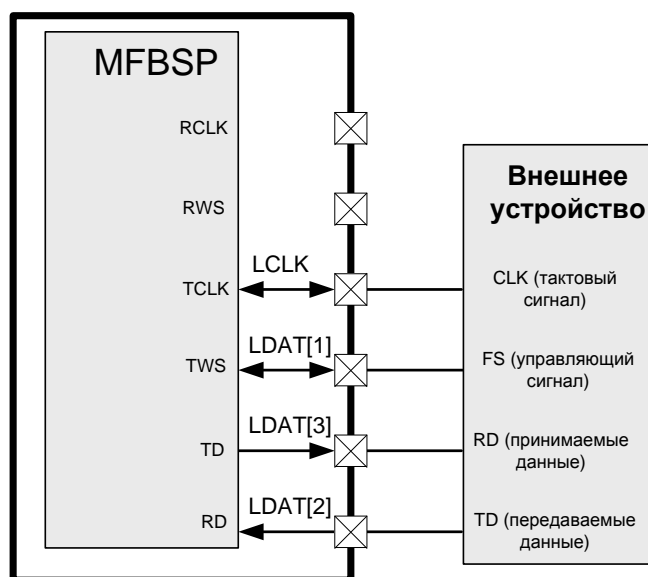 MFBSP
RCLK
RWS
TCLK
TWS
TD
RD
LCLK
LDAT[1]
LDAT[3]
LDAT[2]
Внешнее
устройство
CLK (тактовый
сигнал)
FS (управляющий
сигнал)
RD (принимаемые
данные)
TD (передаваемые
данные)